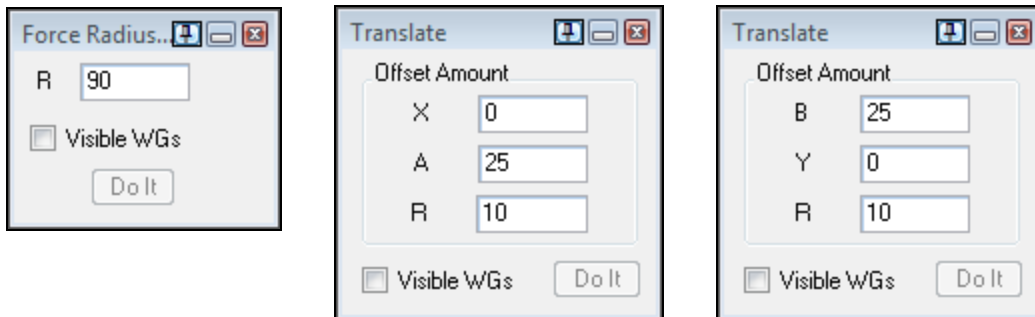 Force Radius...
R 90
Visible WGs
Do It
Translate
Offset Amount
X 0
A 25
R 10
Visible WGs Do It
Translate
Offset Amount
B 25
Y 0
R 10
Visible WGs Do It